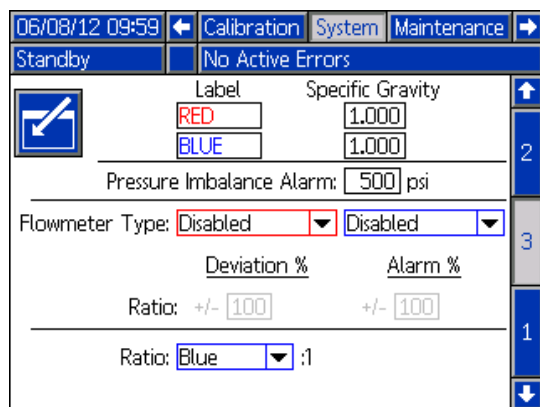 06/08/12 09:59 Calibration System Maintenance
Standby No Active Errors
Label Specific Gravity
RED 1.000
BLUE 1.000
2
Pressure Imbalance Alarm: 500 psi
Flowmeter Type: Disabled Disabled
3
Deviation % Alarm %
Ratio: +/- 100 +/- 100
1
Ratio: Blue :1